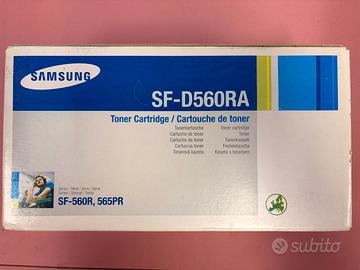 SAMSUNG
SF-D560RA
Toner Cartridge / Cartouche de toner
Tonerkartusche
Toner cartridge
Cartucho de tóner
Toner
Cartucho de toner
Tonerkassett
Cartuccia toner
Festékkazetta
Tonerová kazeta
Kaseta s tonerem
SF-560R, 565PR
subito